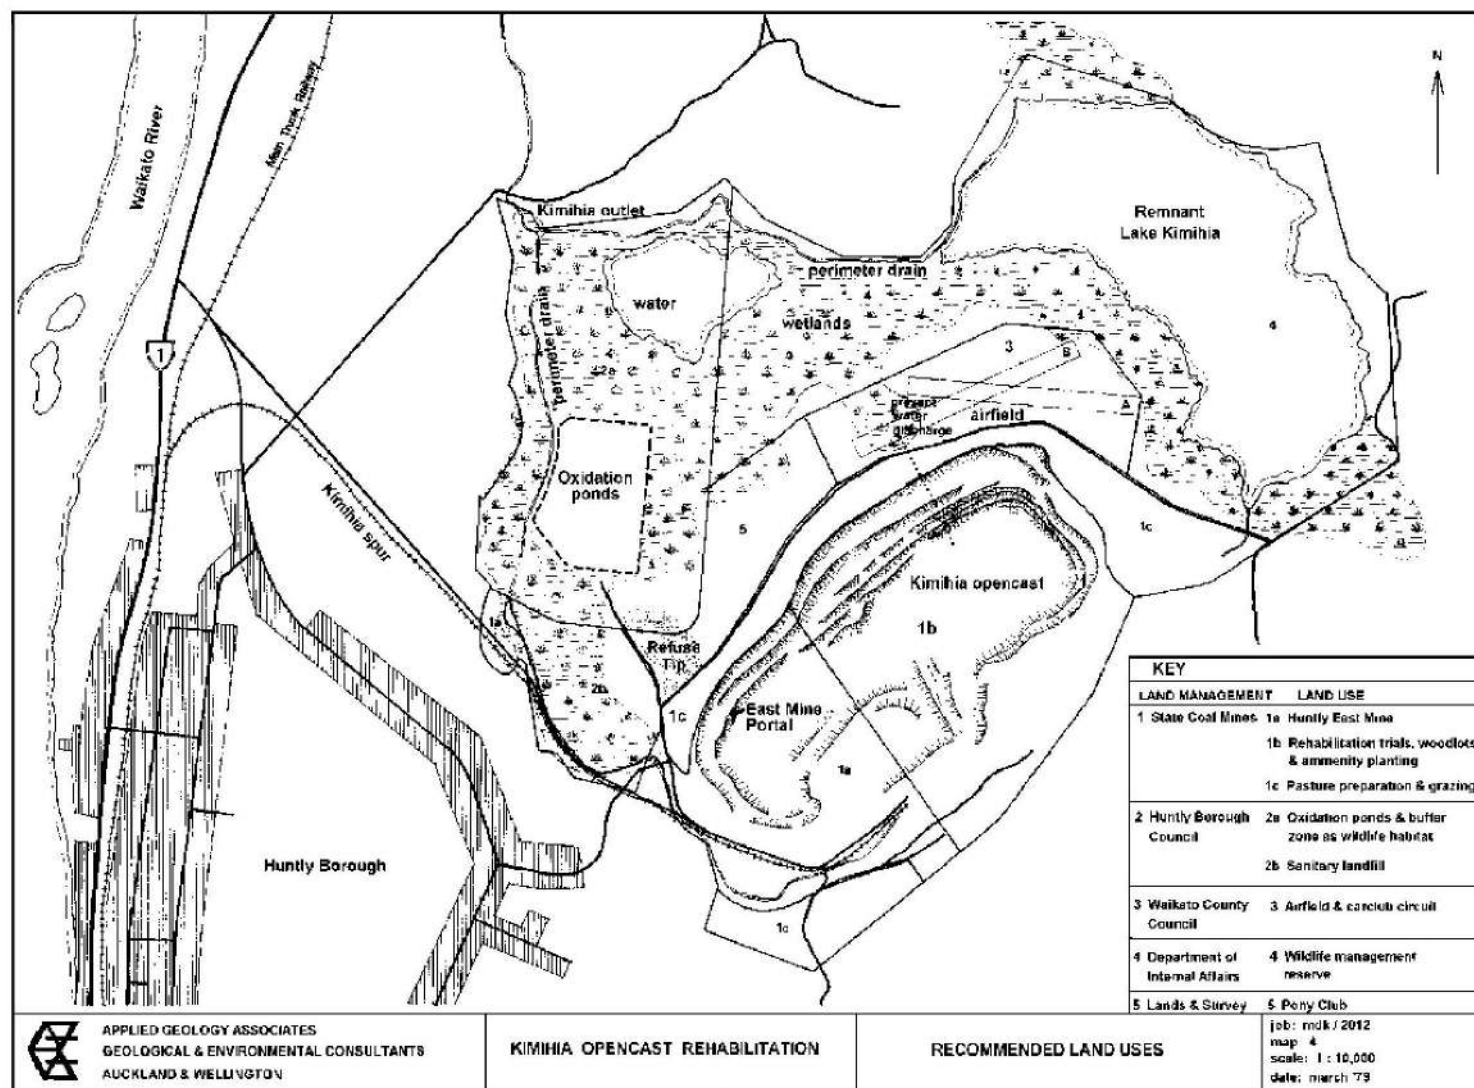 N
Waikato River
Main Trunk Railway
Remnant
Lake Kimihia
Kimihia outlet
perimeter drain
water
wetlands
perimeter drain
4
3
B
1
2a
present
water
discharge
airfield
A
Oxidation
ponds
Kimihia spur
5
1c
Kimihia opencast
1b
1a
Refuse
Tip
2b
1c
East Mine
Portal
1a
Huntly Borough
1c
KEY
LAND MANAGEMENT LAND USE
1 State Coal Mines 1a Huntly East Mine
1b Rehabilitation trials, woodlots
& ammenity planting
1c Pasture preparation & grazing
2 Huntly Borough 2a Oxidation ponds & buffer
Council zone as wildlife habitat
2b Sanitary landfill
3 Waikato County 3 Airfield & carclub circuit
Council
4 Department of 4 Wildlife management
Internal Affairs reserve
5 Lands & Survey 5 Pony Club
APPLIED GEOLOGY ASSOCIATES
GEOLOGICAL & ENVIRONMENTAL CONSULTANTS
AUCKLAND & WELLINGTON
KIMIHIA OPENCAST REHABILITATION
RECOMMENDED LAND USES
job: mdk / 2012
map 4
scale: 1 : 10,000
date: march '79